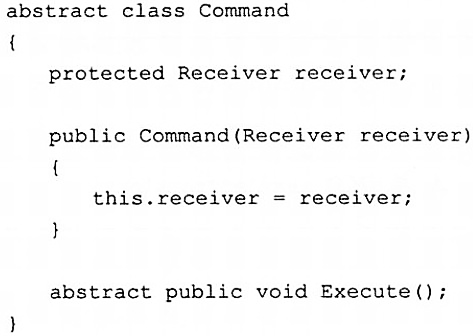 abstract class Command
{
    protected Receiver receiver;

    public Command(Receiver receiver)
    {
        this.receiver = receiver;
    }

    abstract public void Execute();
}